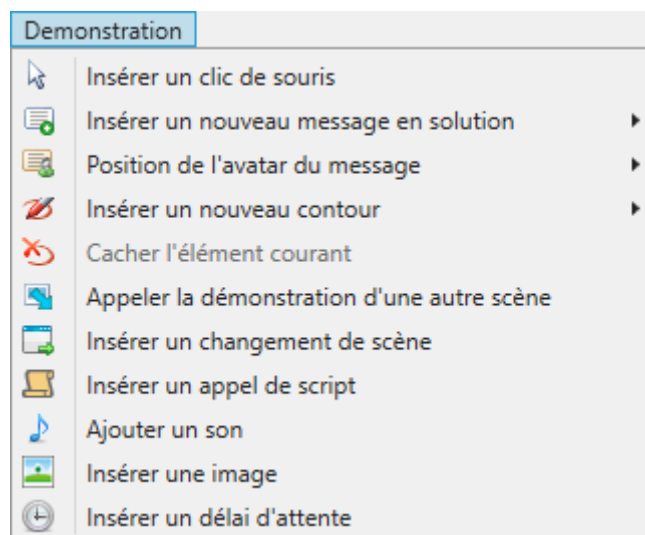 Demonstration
Insérer un clic de souris
Insérer un nouveau message en solution
Position de l'avatar du message
Insérer un nouveau contour
Cacher l'élément courant
Appeler la démonstration d'une autre scène
Insérer un changement de scène
Insérer un appel de script
Ajouter un son
Insérer une image
Insérer un délai d'attente